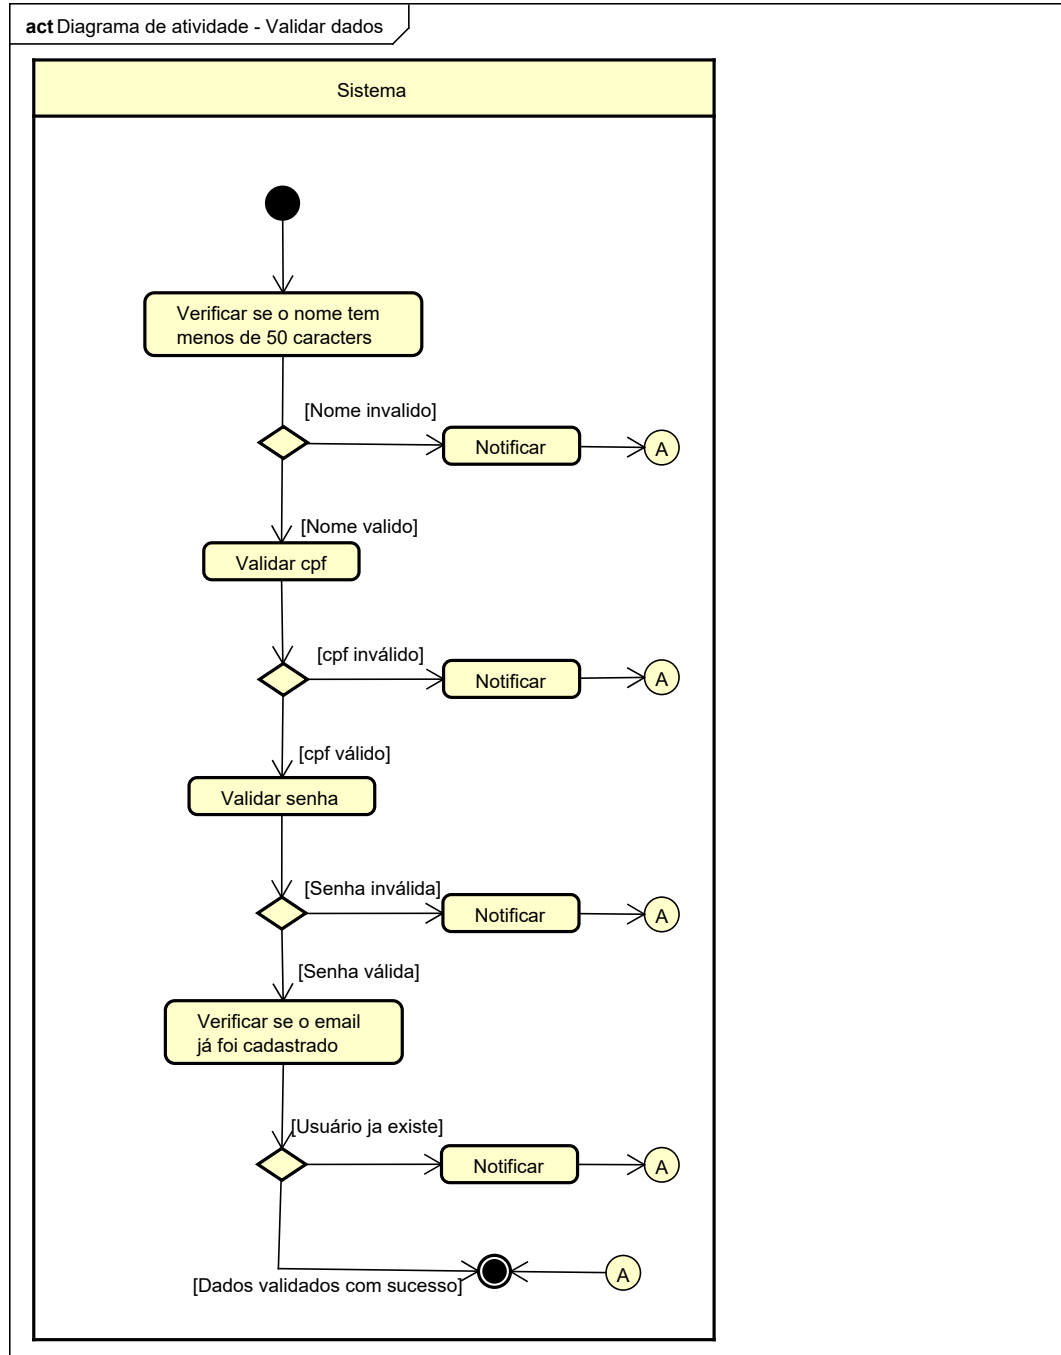 act Diagrama de atividade - Validar dados
Sistema
Verificar se o nome tem
menos de 50 caracters
[Nome invalido]
Notificar
A
[Nome valido]
Validar cpf
[cpf inválido]
Notificar
A
[cpf válido]
Validar senha
[Senha inválida]
Notificar
A
[Senha válida]
Verificar se o email
já foi cadastrado
[Usuário ja existe]
Notificar
A
A
[Dados validados com sucesso]